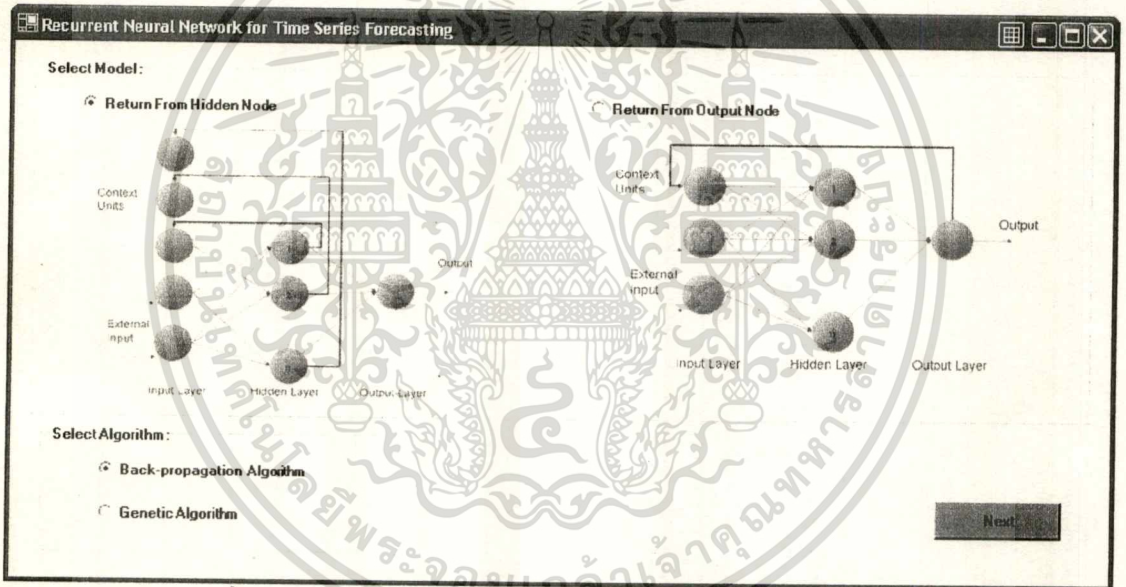 Recurrent Neural Network for Time Series Forecasting
Select Model :
Return From Hidden Node
Context
Units
External
Input
Output
Input Layer
Hidden Layer
Output Layer
Return From Output Node
Context
Units
External
input
Output
Input Layer
Hidden Layer
Output Layer
Select Algorithm :
Back-propagation Algorithm
Genetic Algorithm
Next